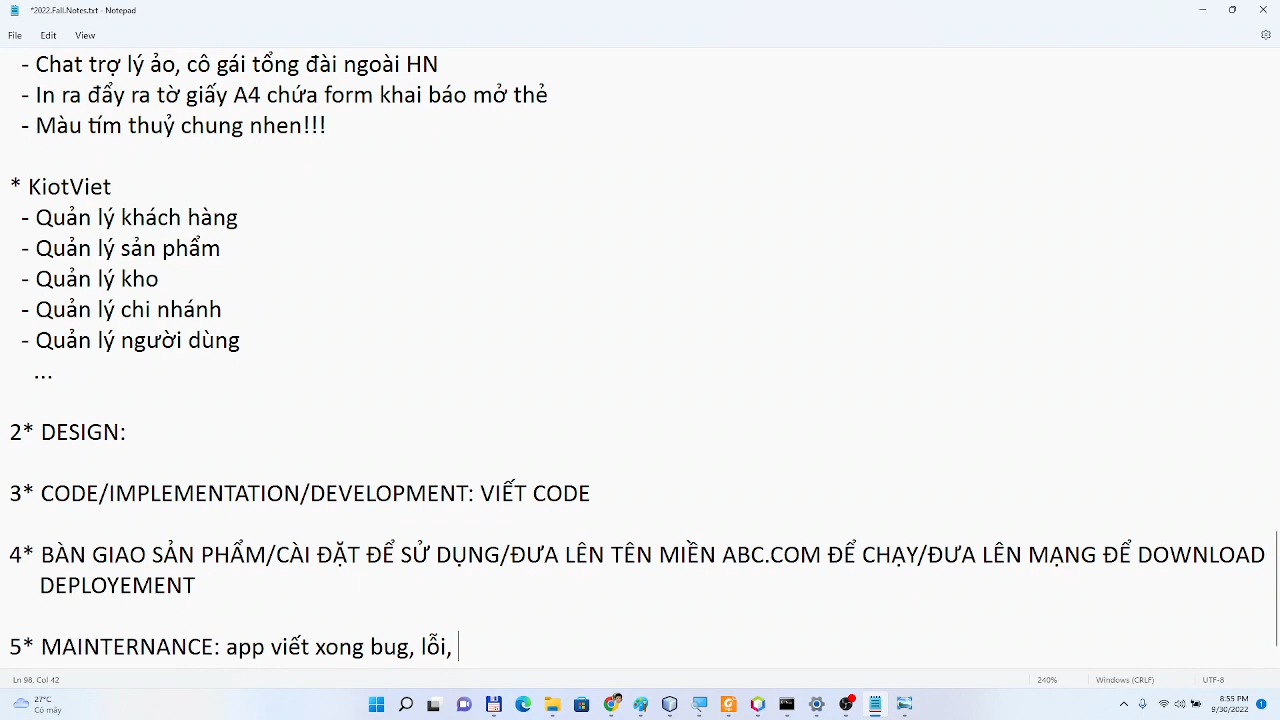 *2022.Fall.Notes.txt - Notepad
File Edit View
- Chat trợ lý ảo, cô gái tổng đài ngoài HN
- In ra đẩy ra tờ giấy A4 chứa form khai báo mở thẻ
- Màu tím thuỷ chung nhen!!!
* KiotViet
- Quản lý khách hàng
- Quản lý sản phẩm
- Quản lý kho
- Quản lý chi nhánh
- Quản lý người dùng
...
2* DESIGN:
3* CODE/IMPLEMENTATION/DEVELOPMENT: VIẾT CODE
4* BÀN GIAO SẢN PHẨM/CÀI ĐẶT ĐỂ SỬ DỤNG/ĐƯA LÊN TÊN MIỀN ABC.COM ĐỂ CHẠY/ĐƯA LÊN MẠNG ĐỂ DOWNLOAD
DEPLOYEMENT
5* MAINTERNANCE: app viết xong bug, lỗi,
Ln 98, Col 42 240% Windows (CRLF) UTF-8
27°C
Có mây
8:55 PM
9/30/2022